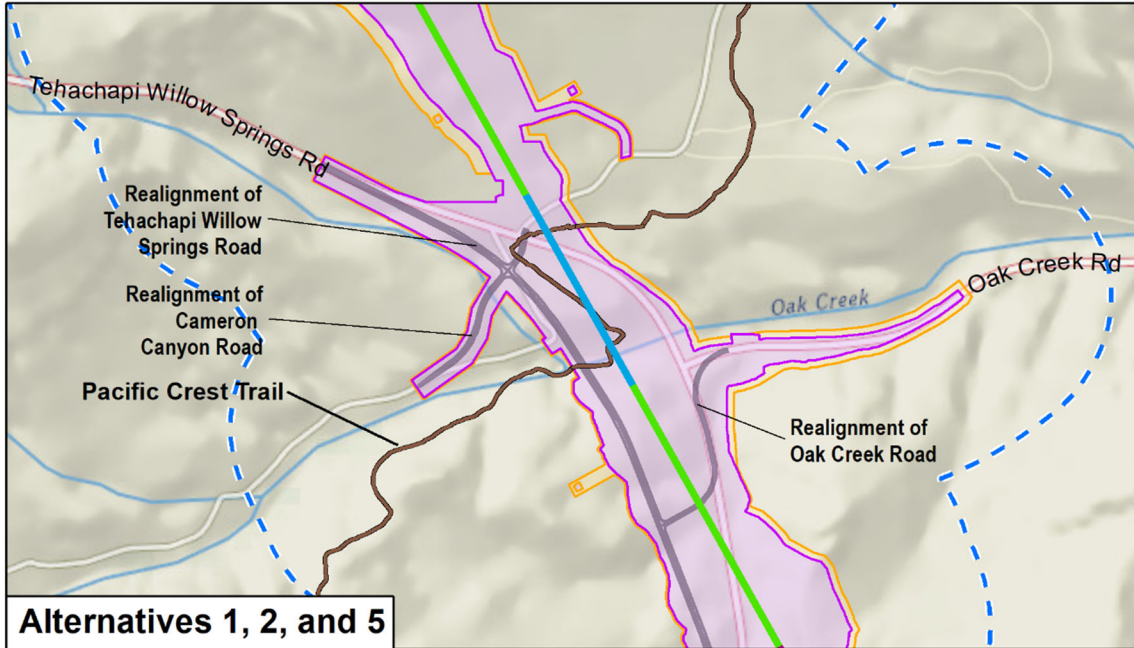 Tehachapi Willow Springs Rd
Realignment of
Tehachapi Willow
Springs Road
Realignment of
Cameron
Canyon Road
Pacific Crest Trail
Oak Creek
Oak Creek Rd
Realignment of
Oak Creek Road
Alternatives 1, 2, and 5